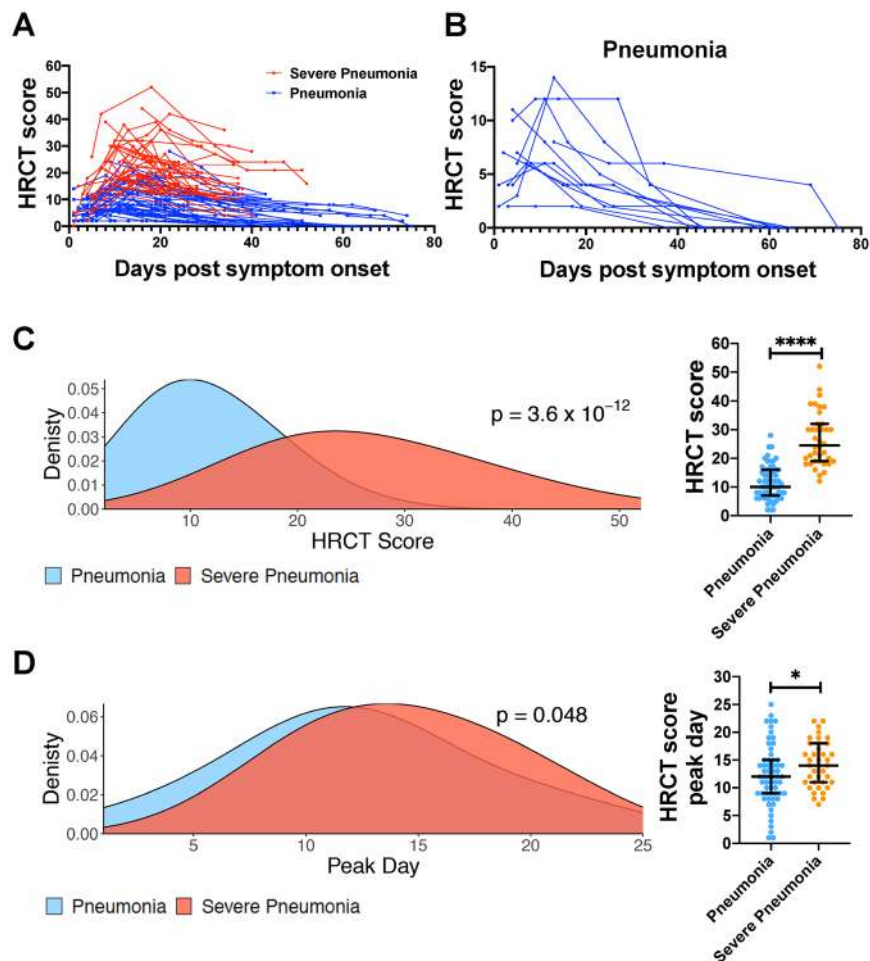 A
HRCT score
60
50
40
30
20
10
0
0 20 40 60 80
Days post symptom onset
Severe Pneumonia
Pneumonia
B
Pneumonia
HRCT score
15
10
5
0
0 20 40 60 80
Days post symptom onset
C
Denisty
0.05
0.04
0.03
0.02
0.01
0.00
10 20 30 40 50
HRCT Score
p = 3.6 x 10⁻¹²
Pneumonia Severe Pneumonia
HRCT score
60
50
40
30
20
10
0
****
Pneumonia
Severe Pneumonia
D
Denisty
0.06
0.04
0.02
0.00
5 10 15 20 25
Peak Day
p = 0.048
Pneumonia Severe Pneumonia
HRCT score
peak day
30
25
20
15
10
5
0
*
Pneumonia
Severe Pneumonia